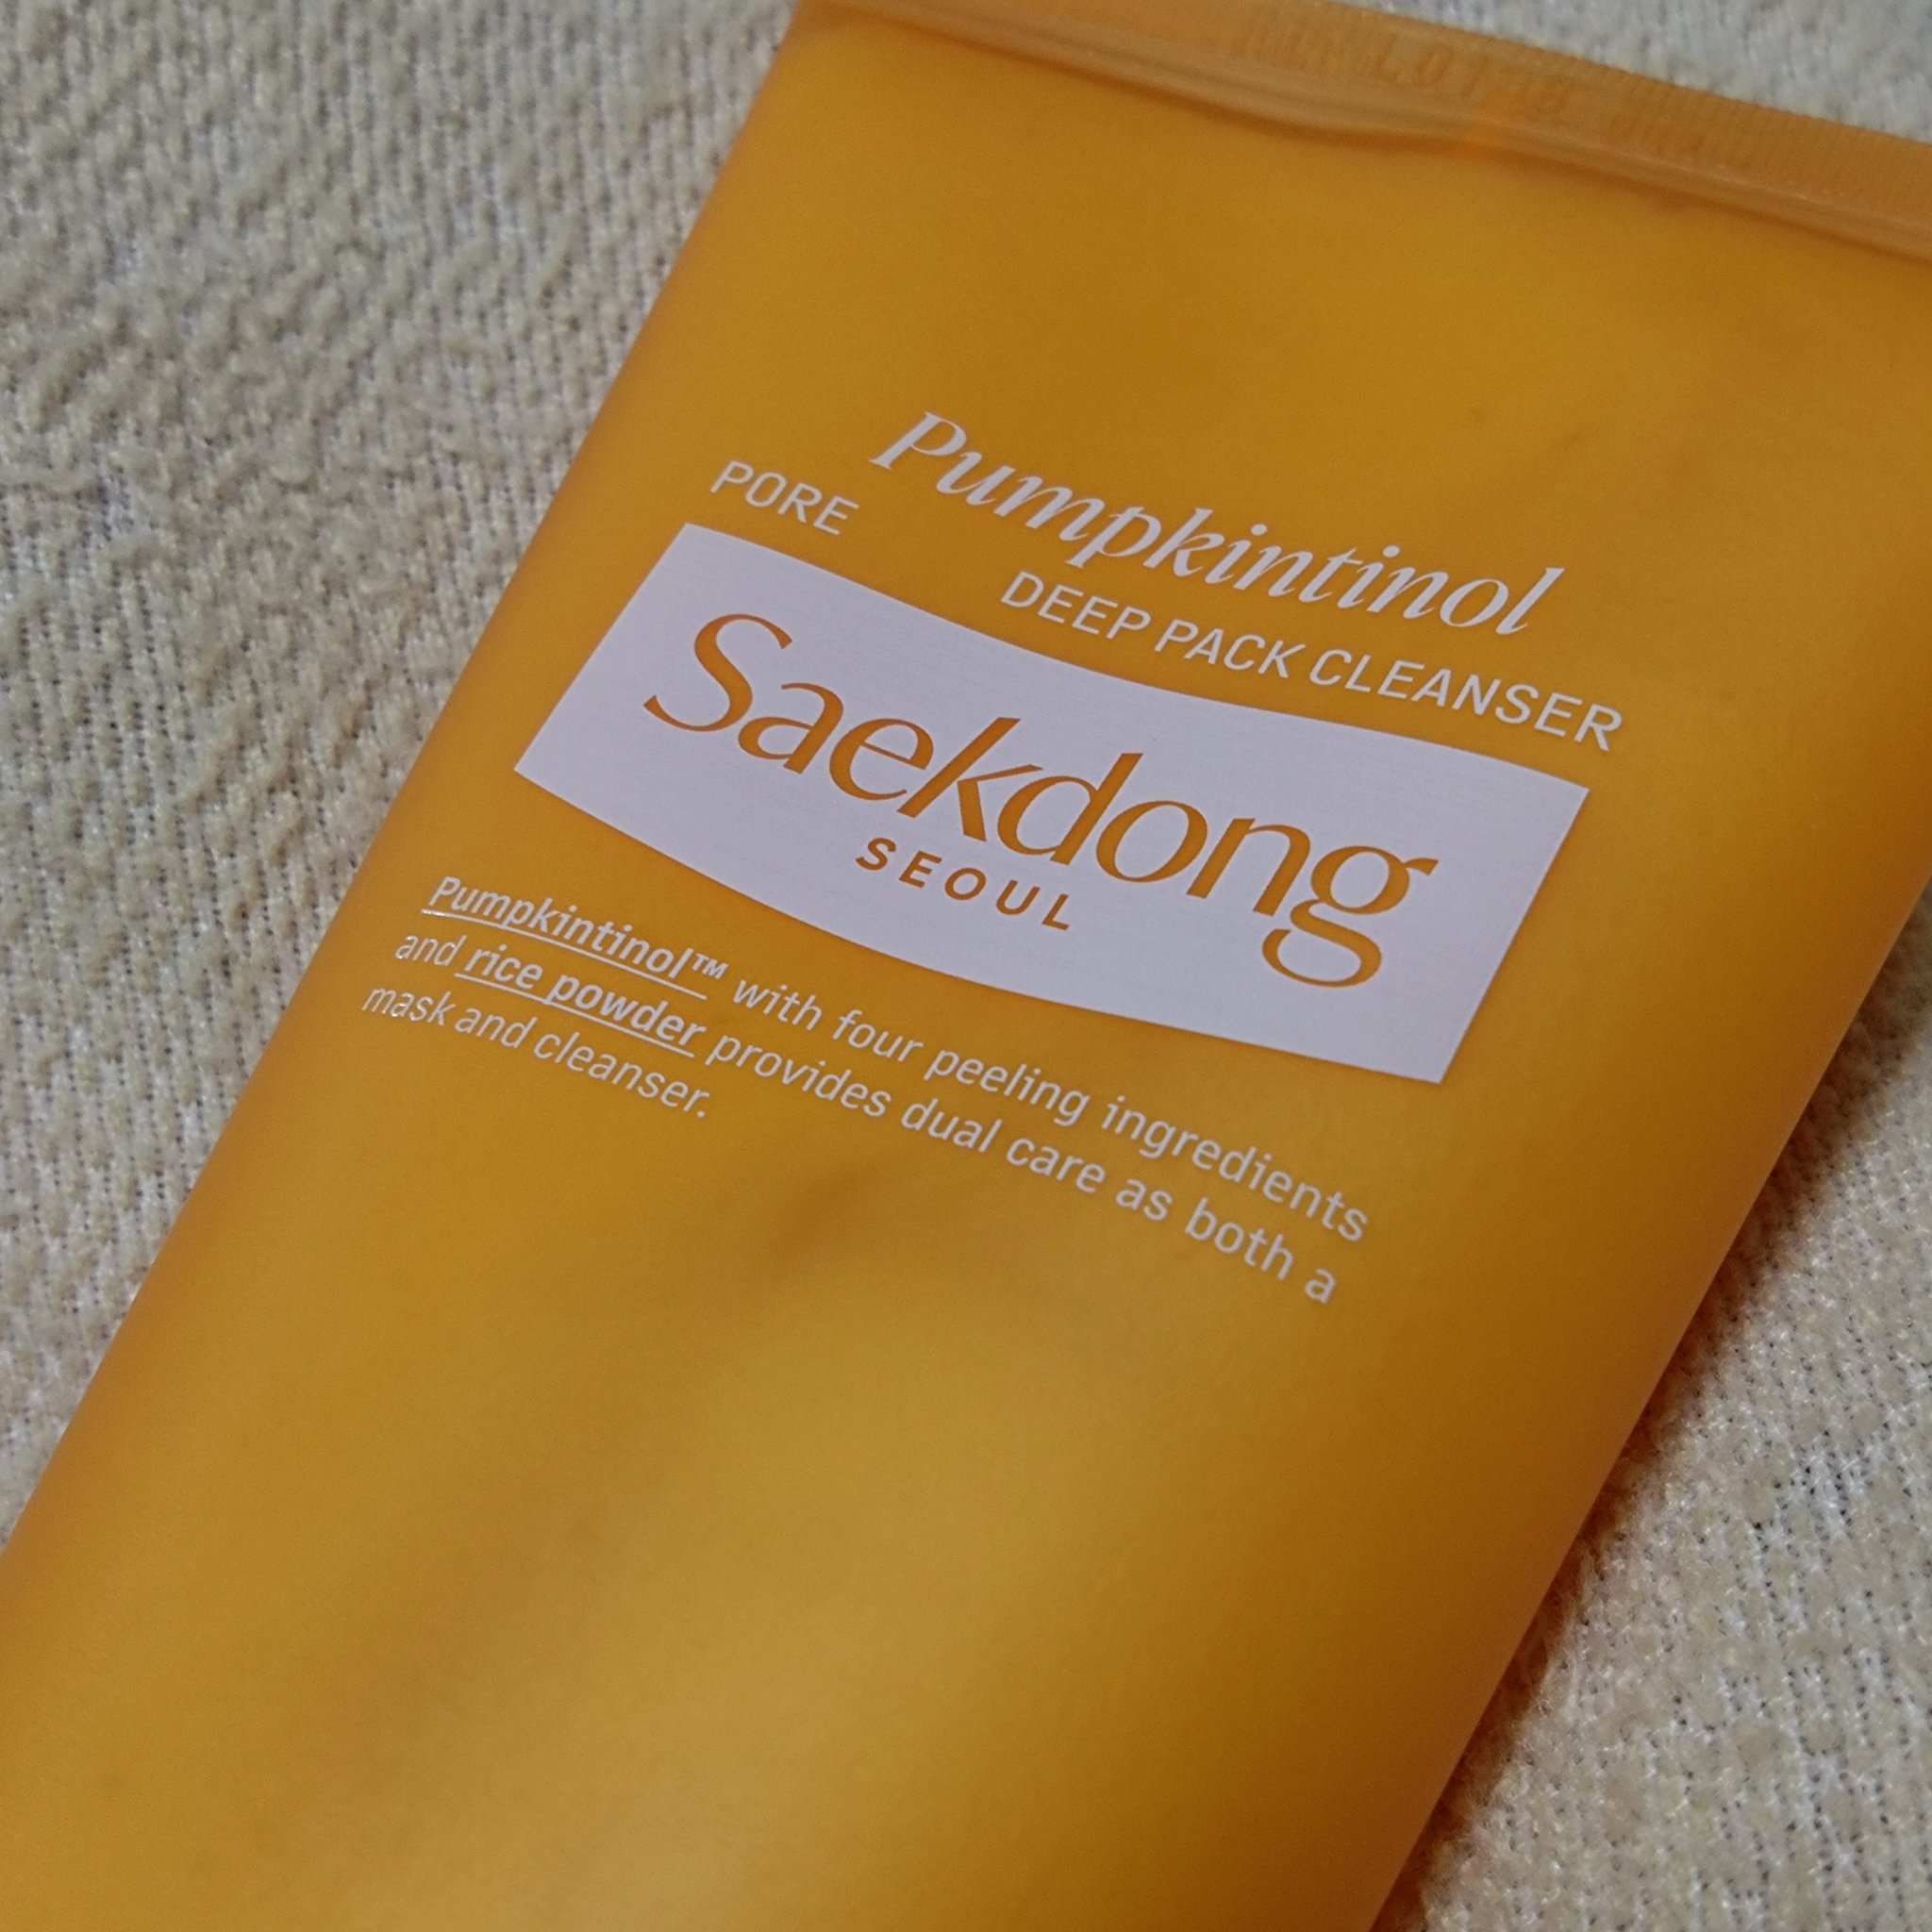 Pumpkintinol
PORE
DEEP PACK CLEANSER
Saekdong
SEOUL
Pumpkintinol™ with four peeling ingredients
and rice powder provides dual care as both a
mask and cleanser.